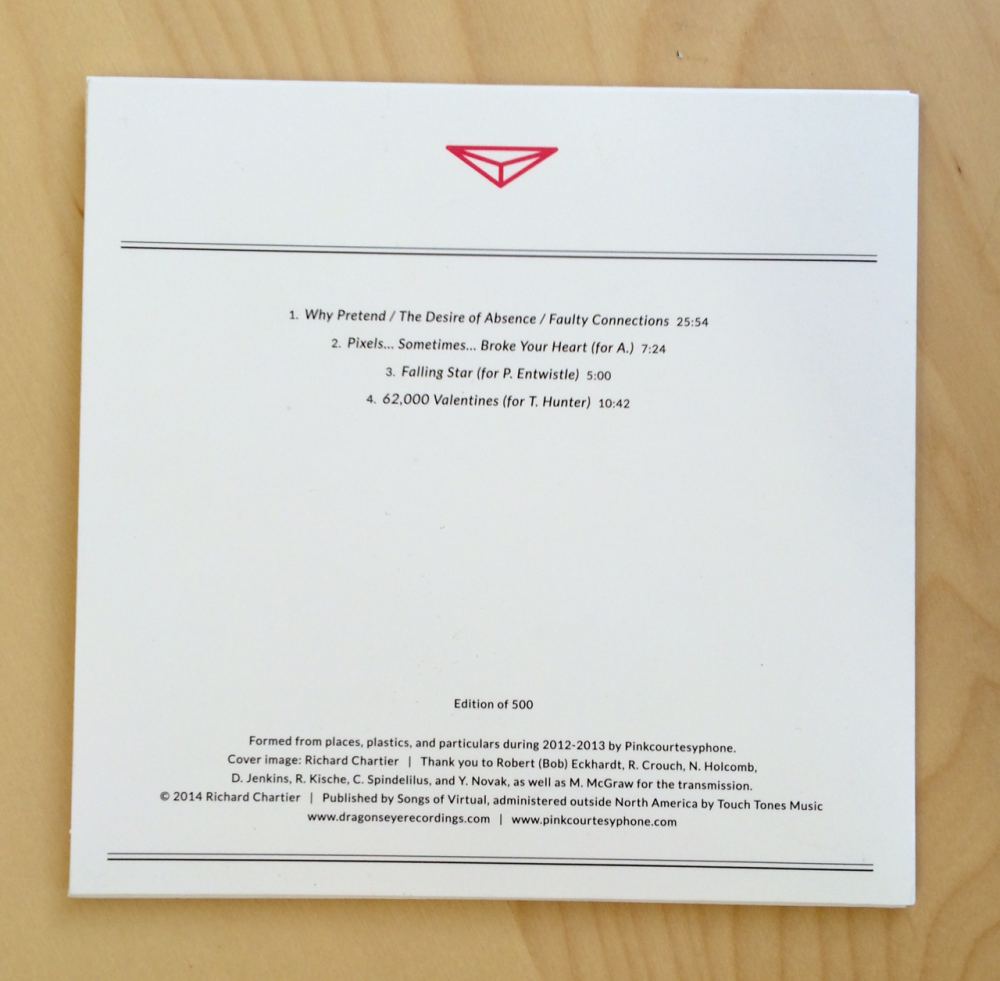 1. Why Pretend / The Desire of Absence / Faulty Connections 25:54
2. Pixels... Sometimes... Broke Your Heart (for A.) 7:24
3. Falling Star (for P. Entwistle) 5:00
4. 62,000 Valentines (for T. Hunter) 10:42
Edition of 500
Formed from places, plastics, and particulars during 2012-2013 by Pinkcourtesyphone.
Cover image: Richard Chartier | Thank you to Robert (Bob) Eckhardt, R. Crouch, N. Holcomb,
D. Jenkins, R. Kische, C. Spindelilus, and Y. Novak, as well as M. McGraw for the transmission.
© 2014 Richard Chartier | Published by Songs of Virtual, administered outside North America by Touch Tones Music
www.dragonseyerecordings.com | www.pinkcourtesyphone.com